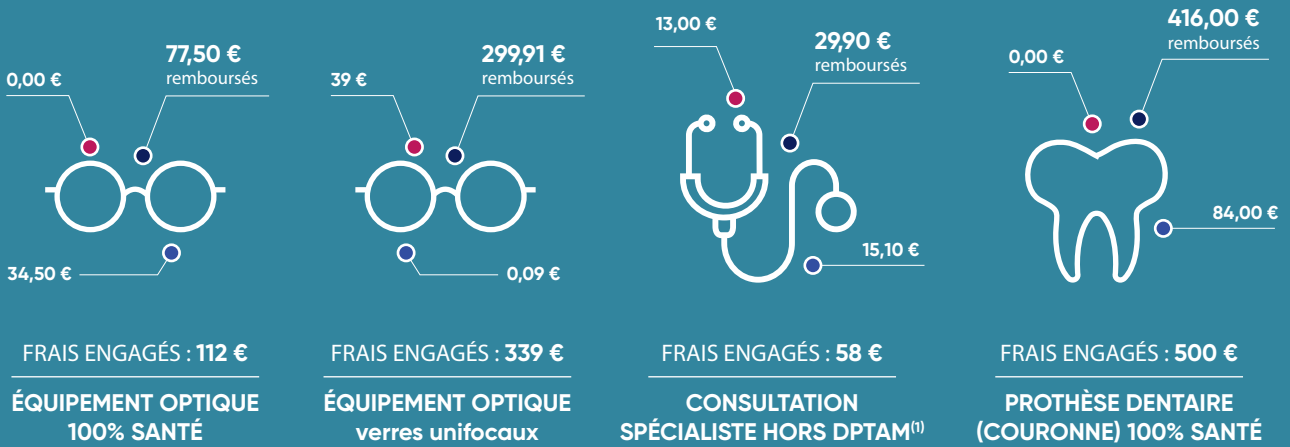 0,00 €
77,50 €
remboursés
34,50 €
FRAIS ENGAGÉS : 112 €
ÉQUIPEMENT OPTIQUE
100% SANTÉ
39 €
299,91 €
remboursés
0,09 €
FRAIS ENGAGÉS : 339 €
ÉQUIPEMENT OPTIQUE
verres unifocaux
13,00 €
29,90 €
remboursés
15,10 €
FRAIS ENGAGÉS : 58 €
CONSULTATION
SPÉCIALISTE HORS DPTAM(1)
0,00 €
416,00 €
remboursés
84,00 €
FRAIS ENGAGÉS : 500 €
PROTHÈSE DENTAIRE
(COURONNE) 100% SANTÉ